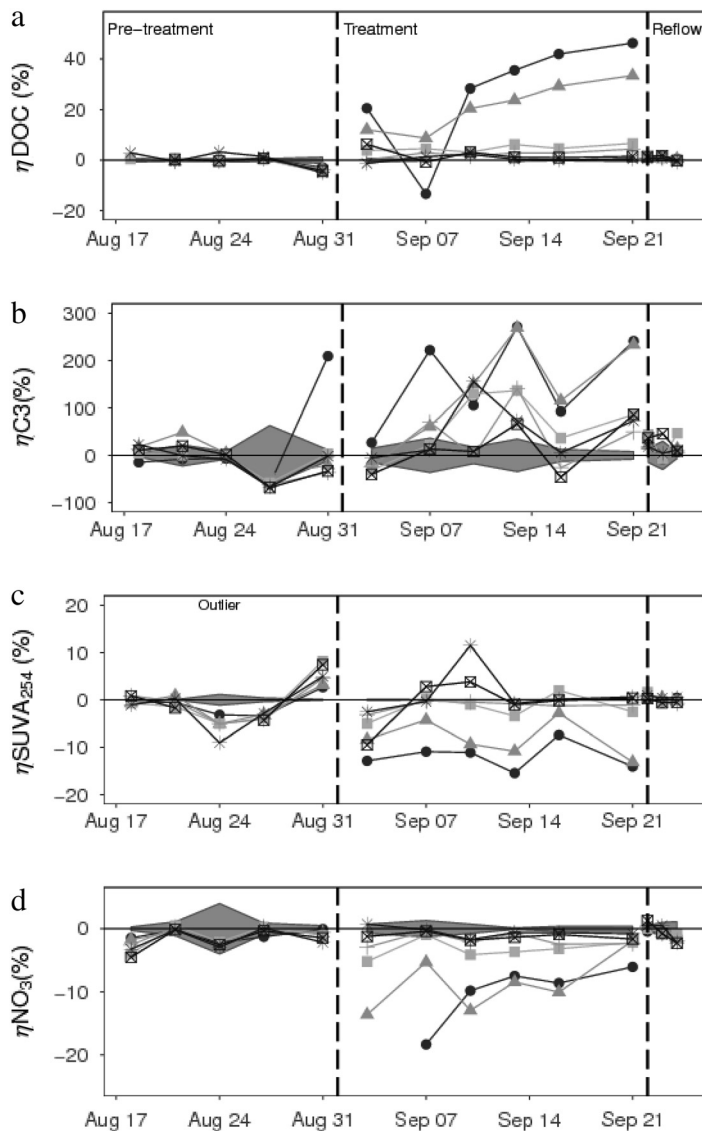 a
Pre−treatment
Treatment
Reflow
ηDOC (%)
40
20
0
−20
Aug 17
Aug 24
Aug 31
Sep 07
Sep 14
Sep 21
b
ηC3(%)
300
200
100
0
−100
Aug 17
Aug 24
Aug 31
Sep 07
Sep 14
Sep 21
c
Outlier
ηSUVA254 (%)
20
10
0
−10
−20
Aug 17
Aug 24
Aug 31
Sep 07
Sep 14
Sep 21
d
ηNO3(%)
0
−10
−20
Aug 17
Aug 24
Aug 31
Sep 07
Sep 14
Sep 21